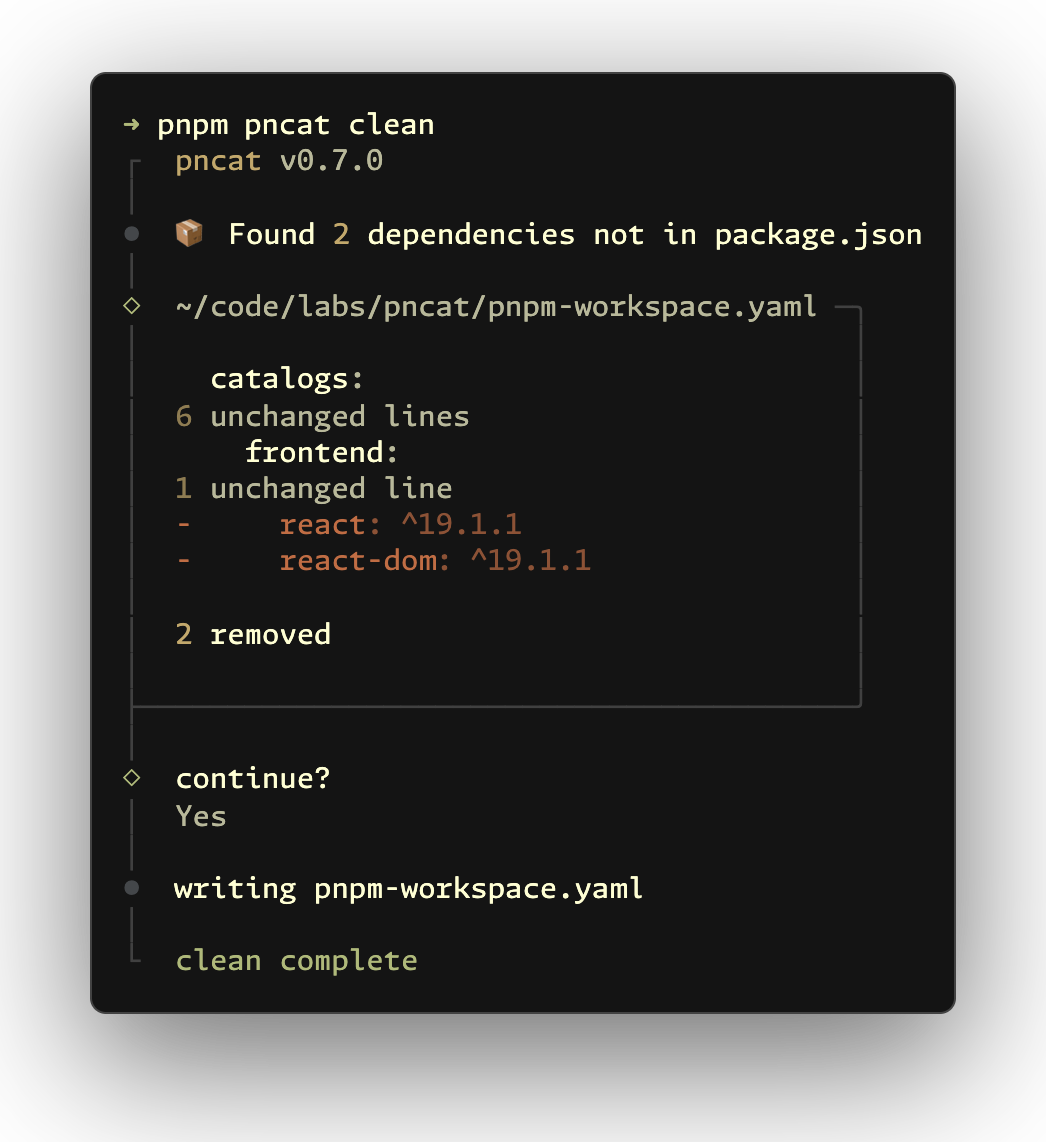 ➜ pnpm pncat clean
pncat v0.7.0
📦 Found 2 dependencies not in package.json
~/code/labs/pncat/pnpm-workspace.yaml
catalogs:
6 unchanged lines
frontend:
1 unchanged line
-     react: ^19.1.1
-     react-dom: ^19.1.1
2 removed
continue?
Yes
writing pnpm-workspace.yaml
clean complete